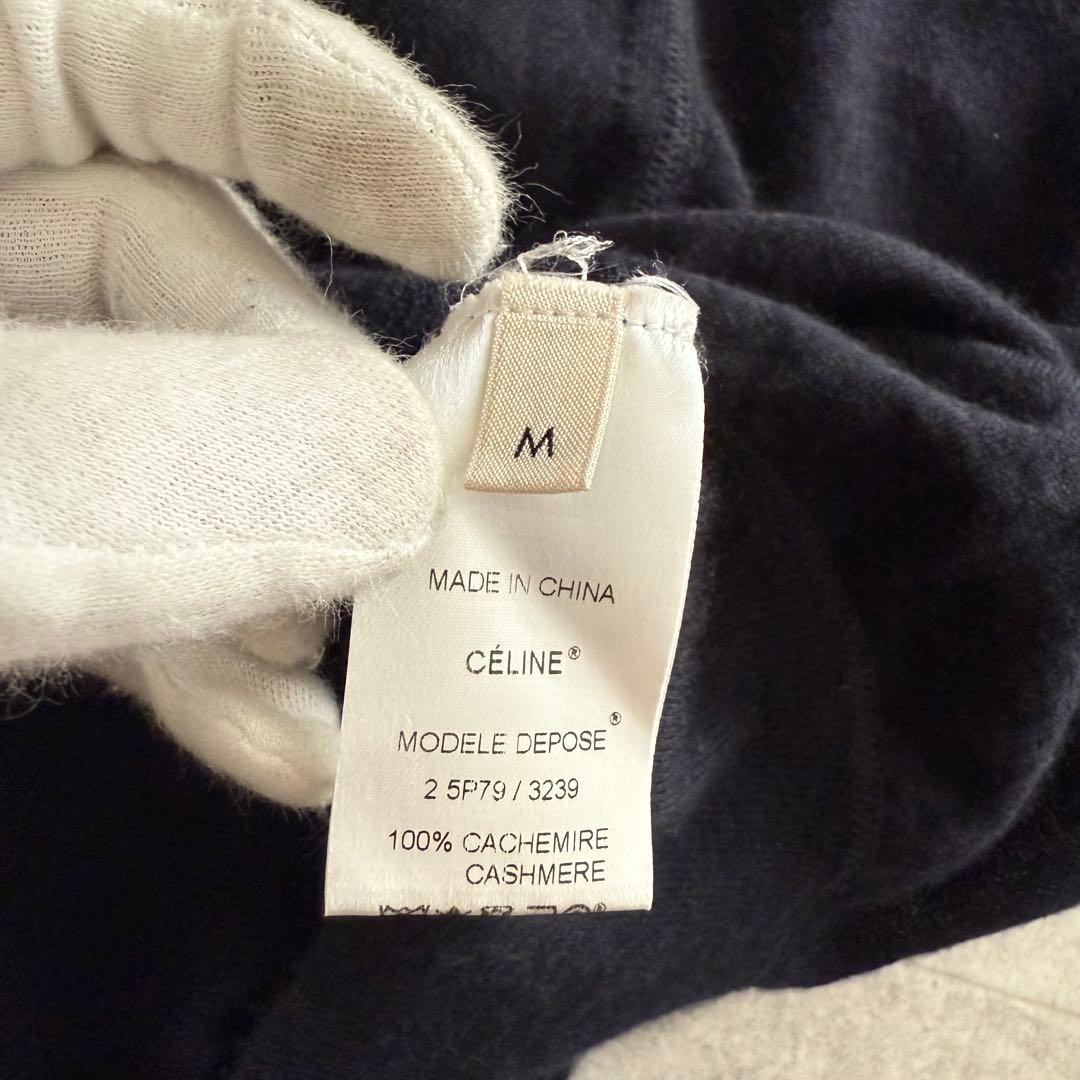 M
MADE IN CHINA
CÉLINE®
MODELE DEPOSE®
2 5P79 / 3239
100% CACHEMIRE
CASHMERE